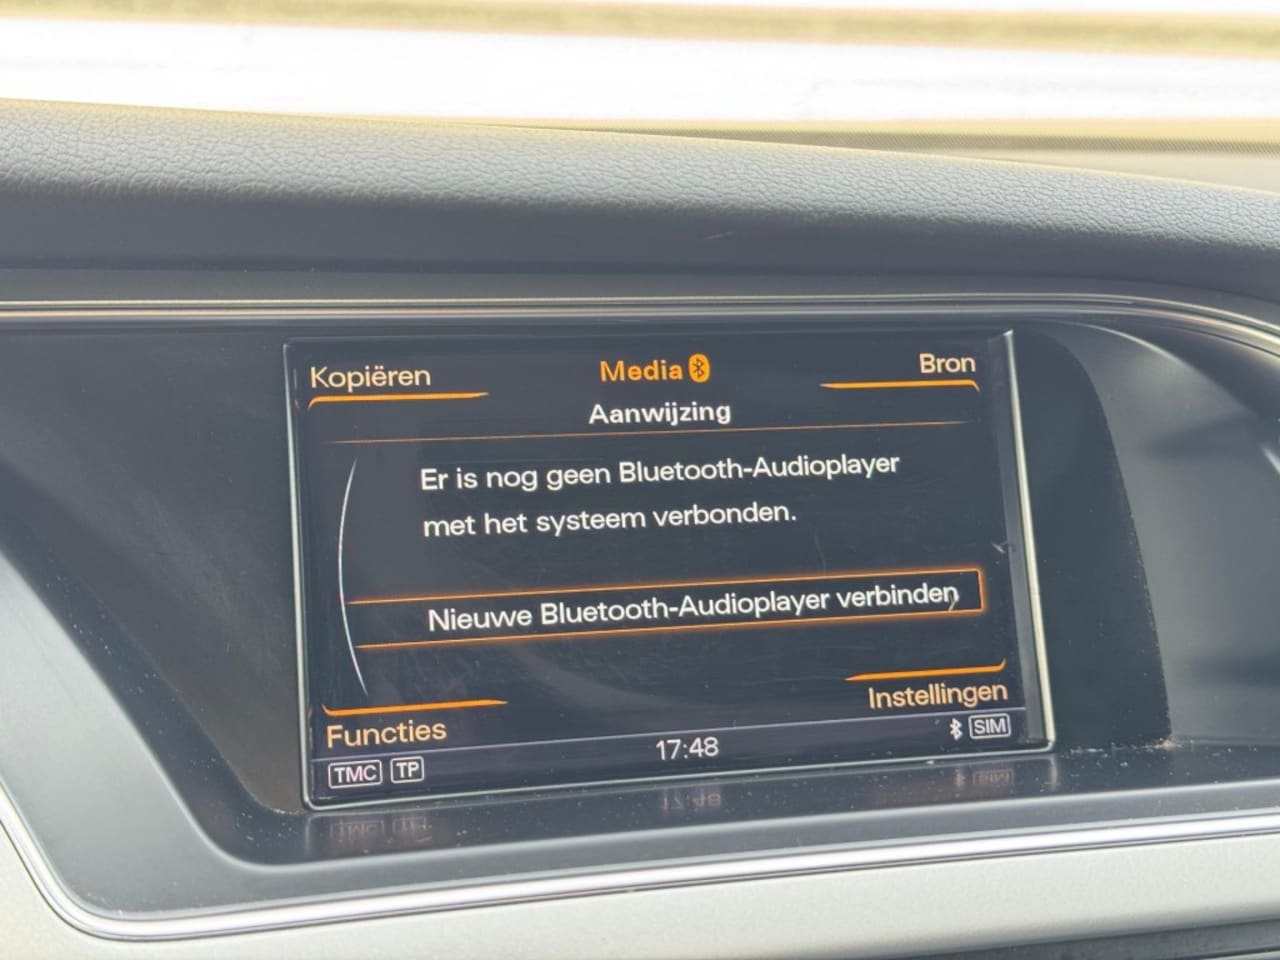 Kopiëren
Media
Bron
Aanwijzing
Er is nog geen Bluetooth-Audioplayer
met het systeem verbonden.
Nieuwe Bluetooth-Audioplayer verbinden
Instellingen
Functies
17:48
SIM
TMC TP